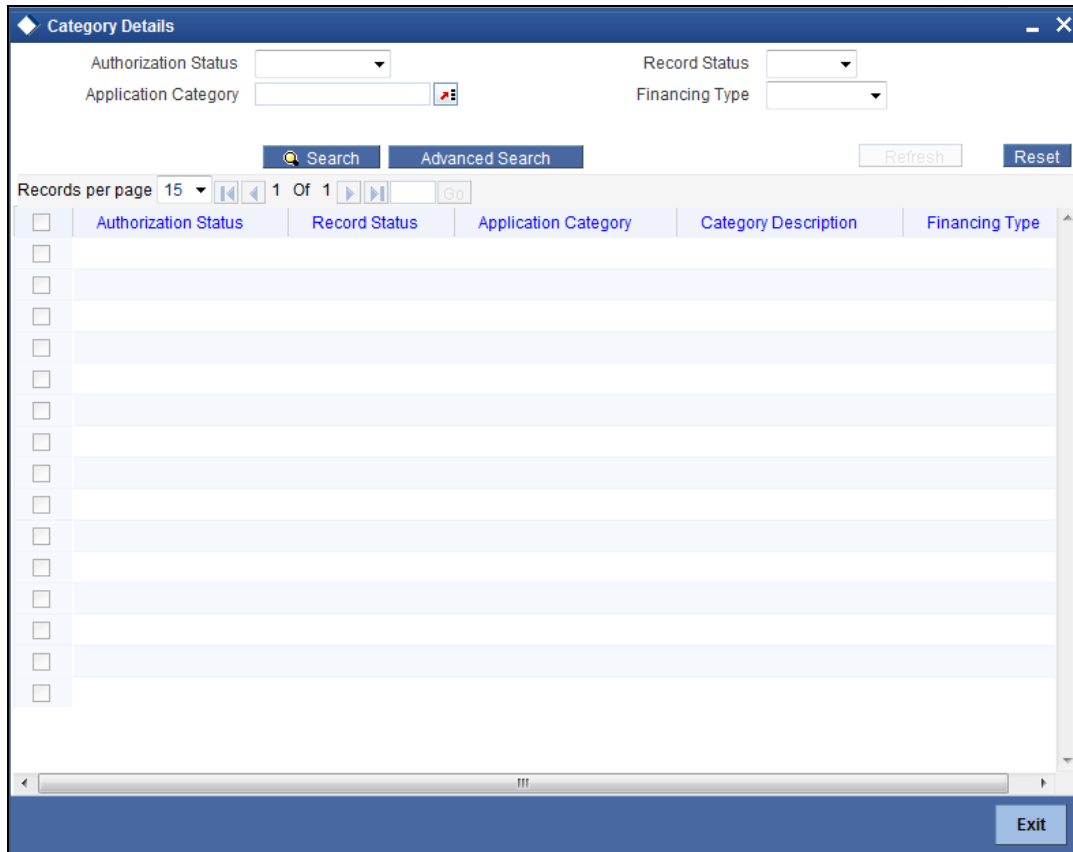 Category Details
Authorization Status Record Status
Application Category Financing Type
Search Advanced Search Refresh Reset
Records per page 15 1 Of 1 Go
Authorization Status Record Status Application Category Category Description Financing Type
Exit